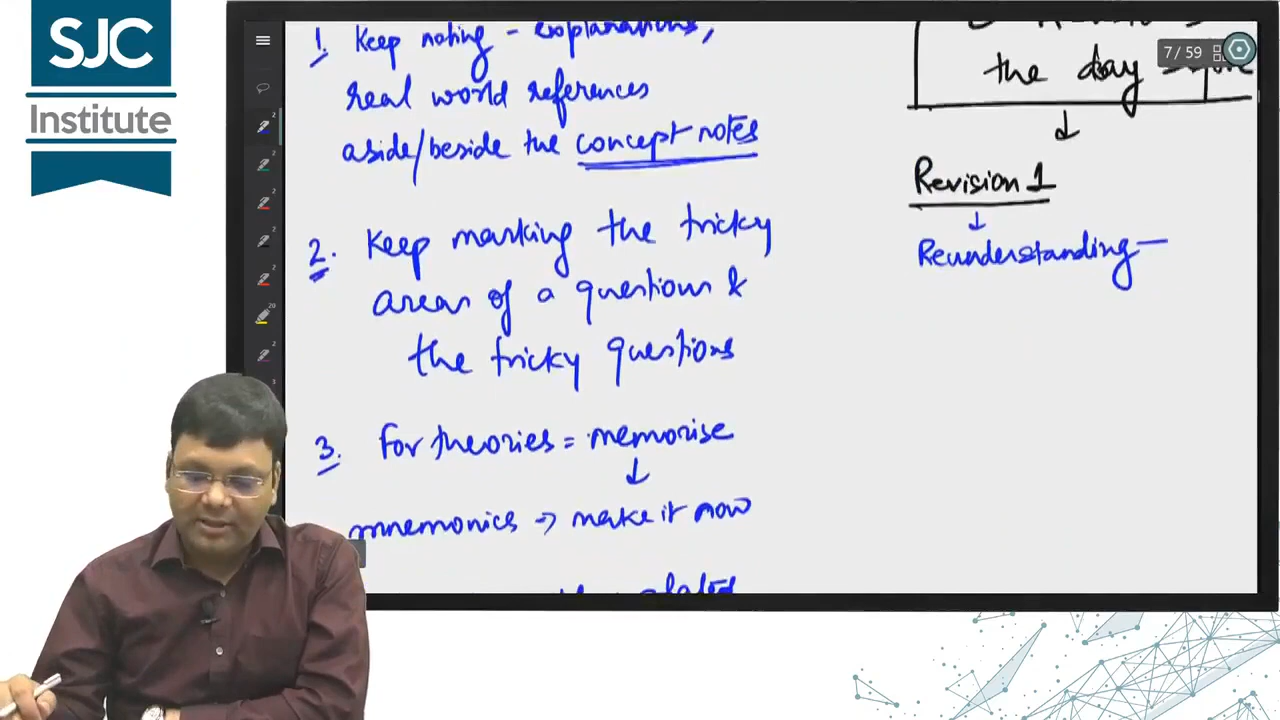 SJC
Institute
7 / 59
1. Keep noting - explanations,
real world references
aside/beside the concept notes
2. Keep marking the tricky
areas of a questions &
the tricky questions
3. For theories = memorise
↓
mnemonics → make it now
the day
↓
Revision 1
↓
Reunderstanding —